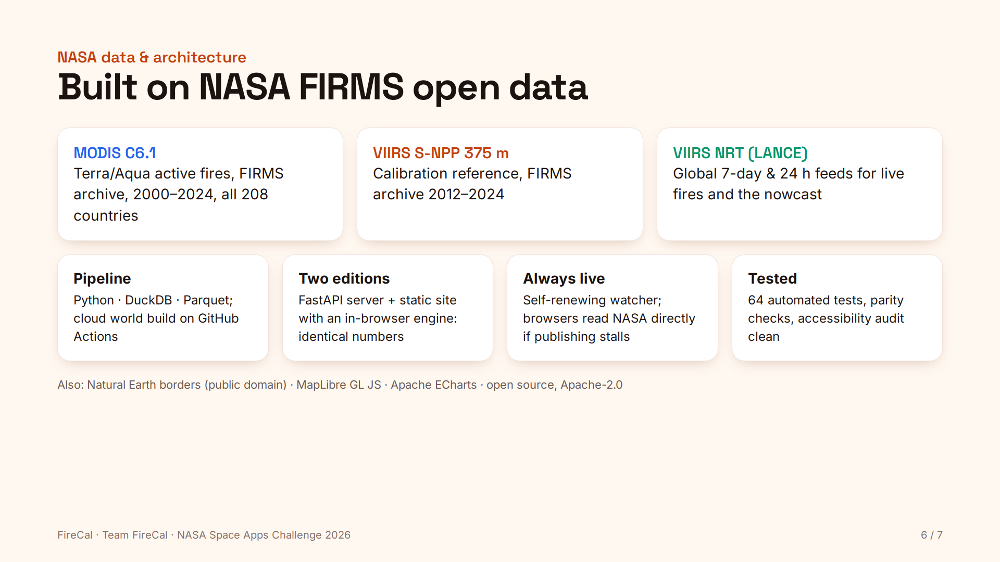 NASA data & architecture
Built on NASA FIRMS open data
MODIS C6.1
Terra/Aqua active fires, FIRMS
archive, 2000–2024, all 208
countries
VIIRS S-NPP 375 m
Calibration reference, FIRMS
archive 2012–2024
VIIRS NRT (LANCE)
Global 7-day & 24 h feeds for live
fires and the nowcast
Pipeline
Python · DuckDB · Parquet;
cloud world build on GitHub
Actions
Two editions
FastAPI server + static site
with an in-browser engine:
identical numbers
Always live
Self-renewing watcher;
browsers read NASA directly
if publishing stalls
Tested
64 automated tests, parity
checks, accessibility audit
clean
Also: Natural Earth borders (public domain) · MapLibre GL JS · Apache ECharts · open source, Apache-2.0
FireCal · Team FireCal · NASA Space Apps Challenge 2026
6 / 7